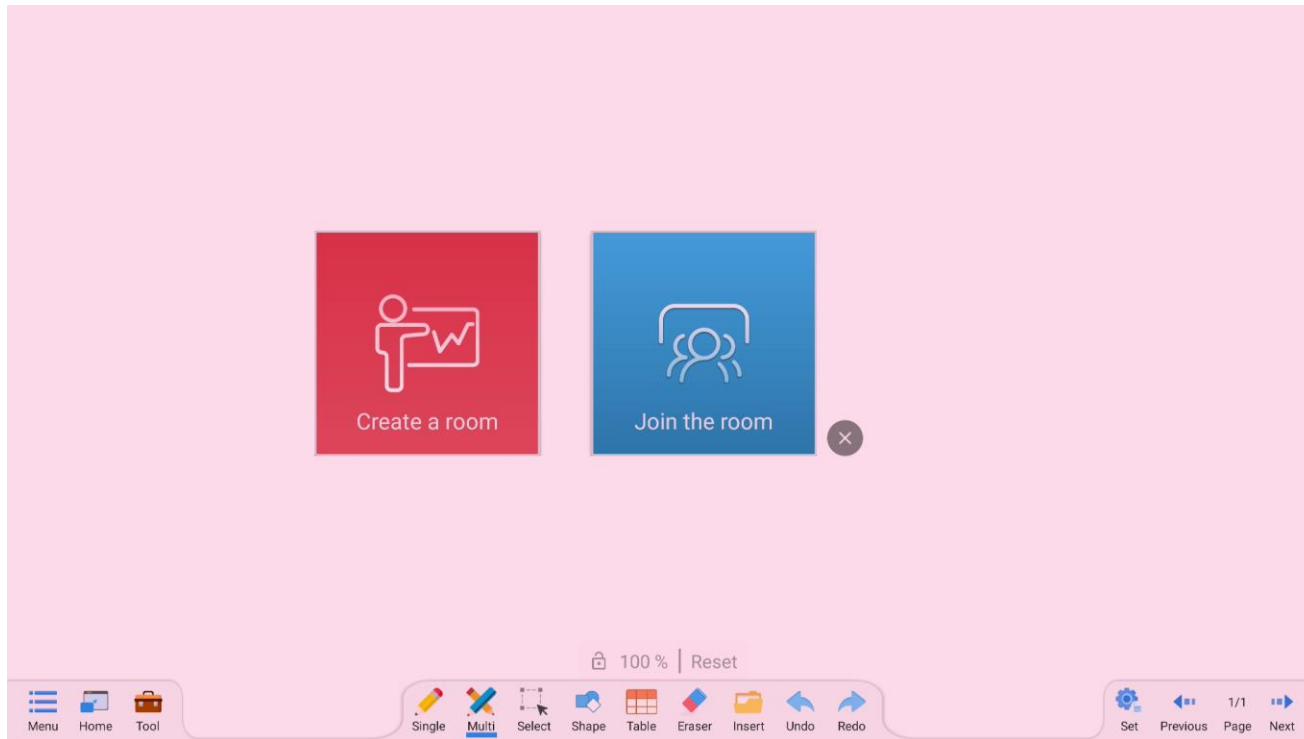 Create a room
Join the room
100 % | Reset
Menu Home Tool
Single Multi Select Shape Table Eraser Insert Undo Redo
1/1
Set Previous Page Next